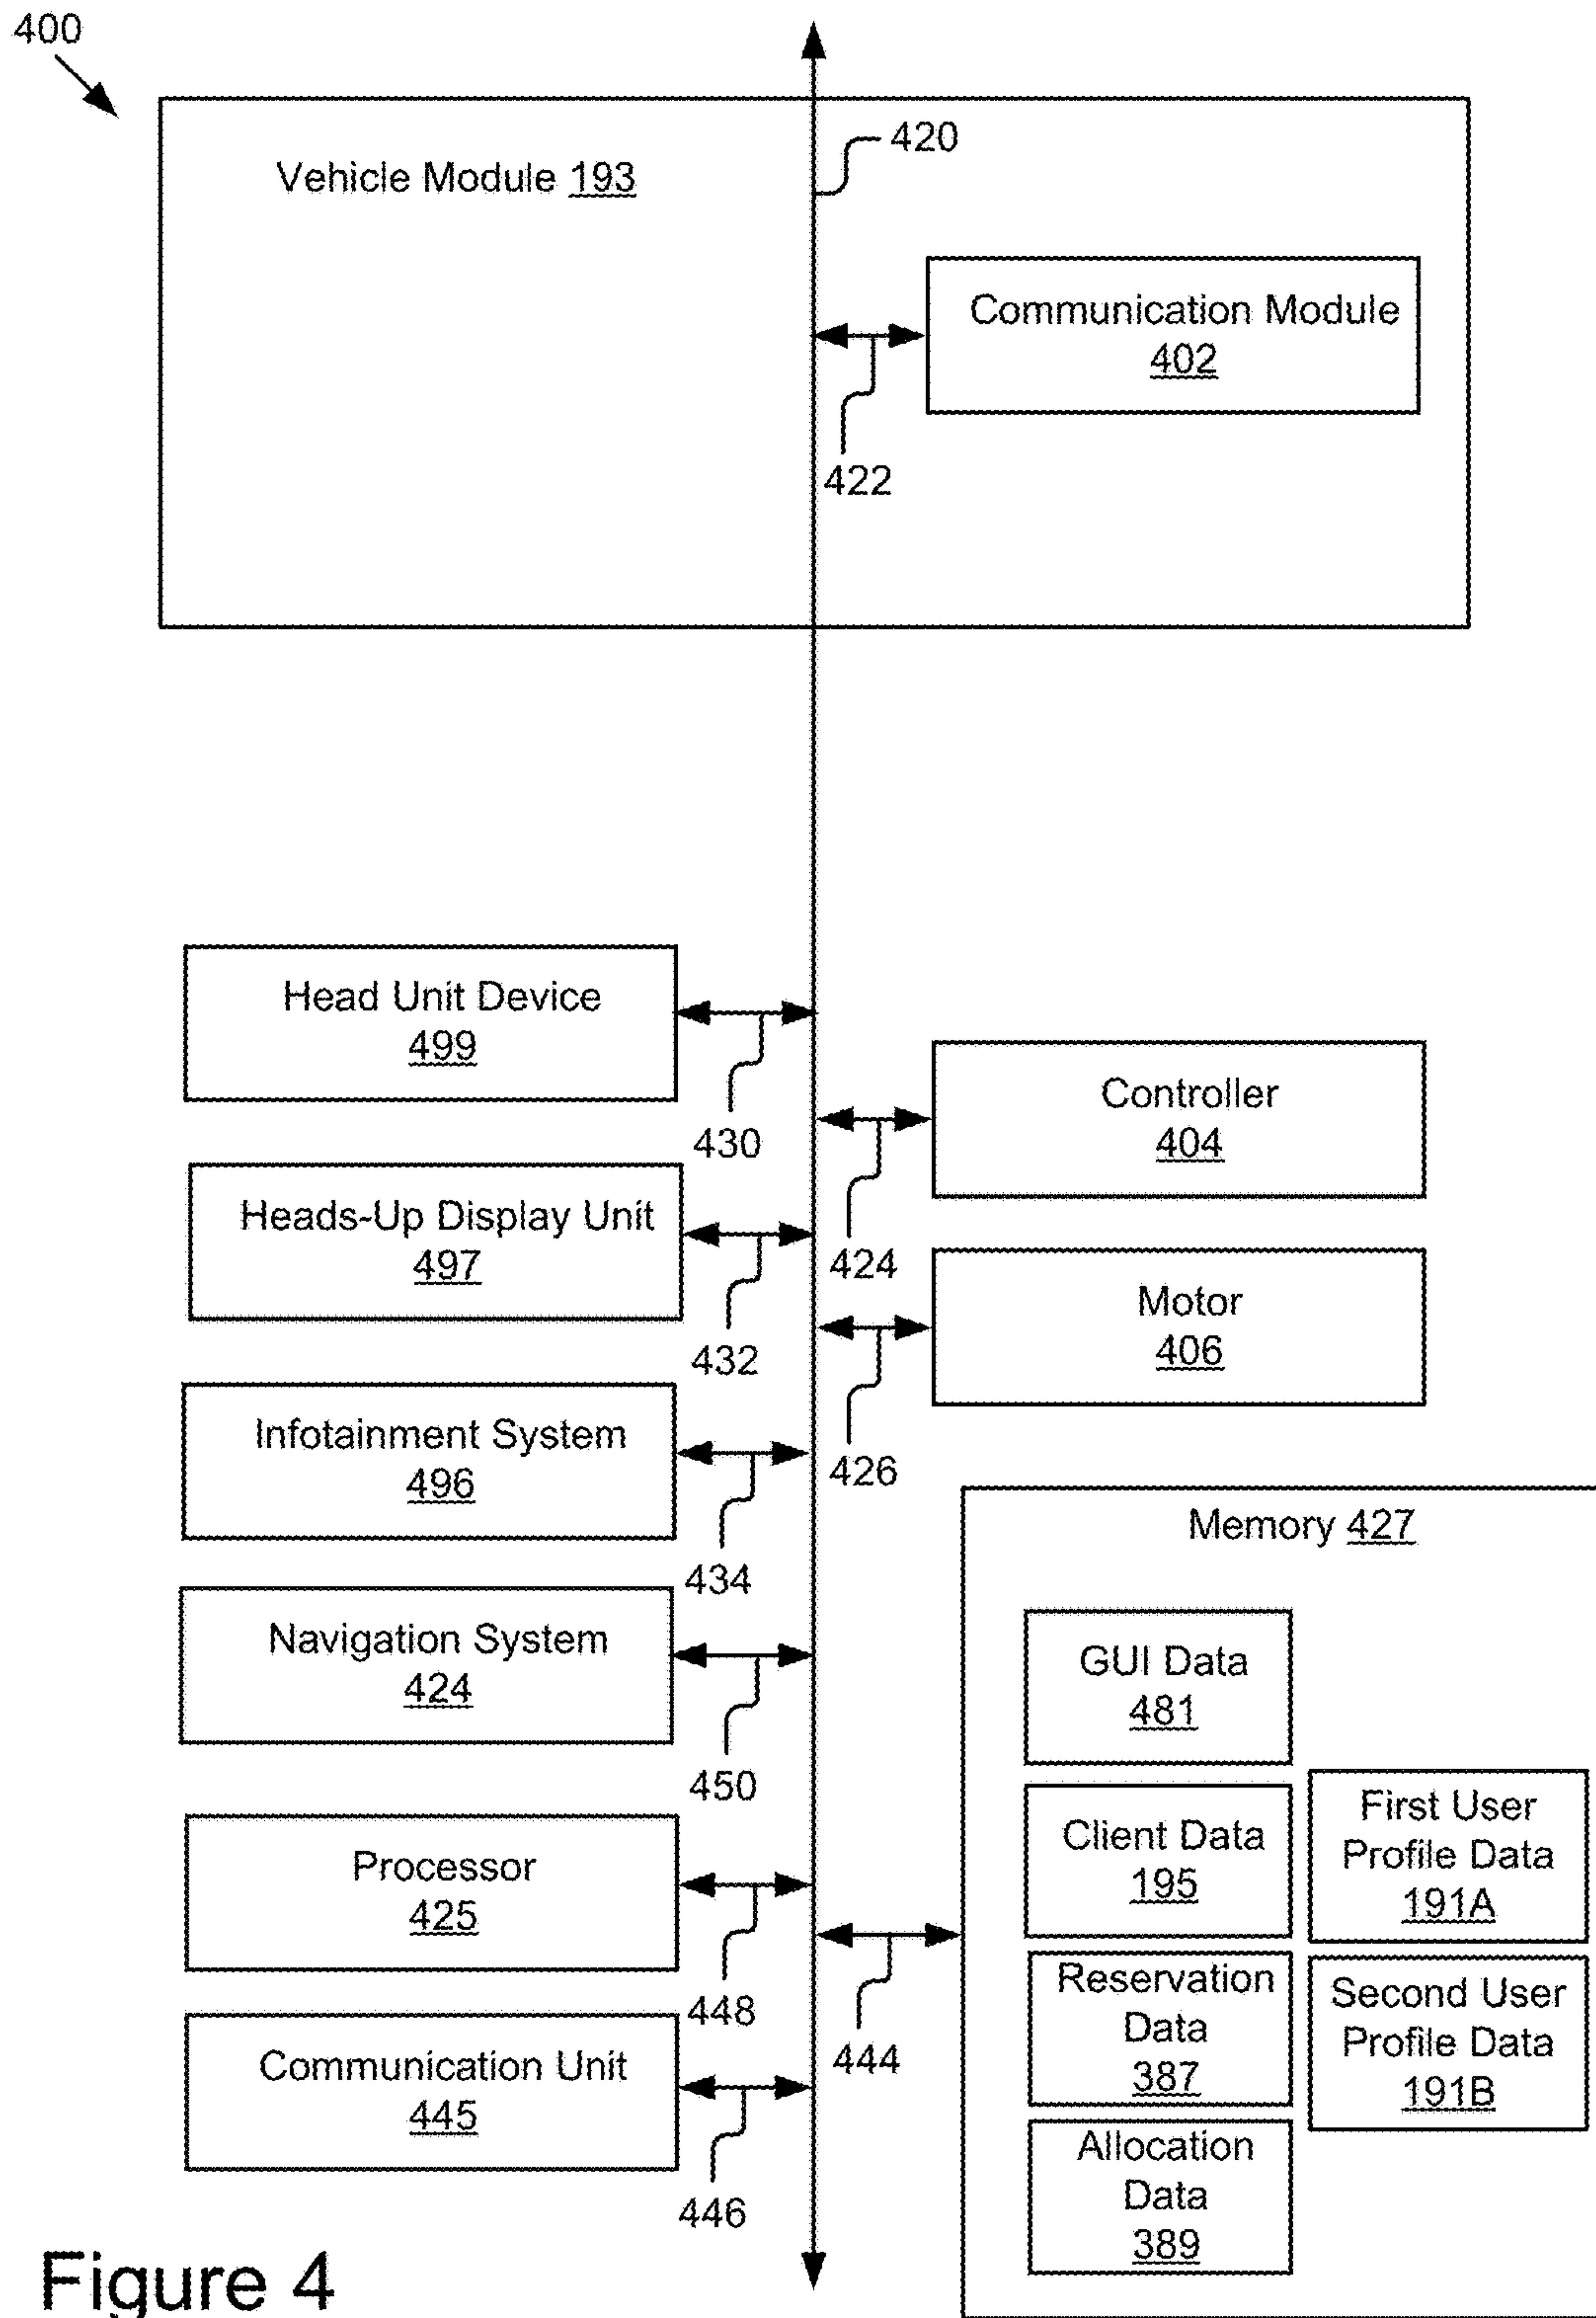 400
420
Vehicle Module 193
Communication Module
402
422
Head Unit Device
499
430
Controller
404
424
Heads-Up Display Unit
497
432
Motor
406
426
Infotainment System
496
434
Memory 427
Navigation System
424
450
GUI Data
481
Client Data
195
First User
Profile Data
191A
Processor
425
448
444
Reservation
Data
387
Second User
Profile Data
191B
Communication Unit
445
446
Allocation
Data
389
Figure 4